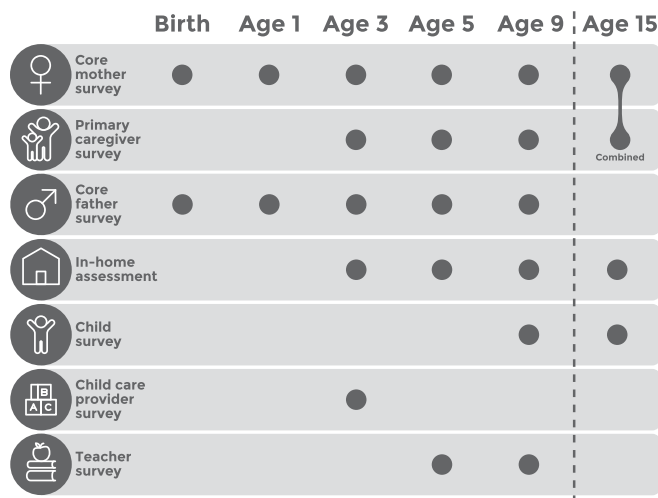 Birth Age 1 Age 3 Age 5 Age 9 Age 15
Core
mother
survey
Primary
caregiver
survey
Combined
Core
father
survey
In-home
assessment
Child
survey
Child care
provider
survey
B
A C
Teacher
survey